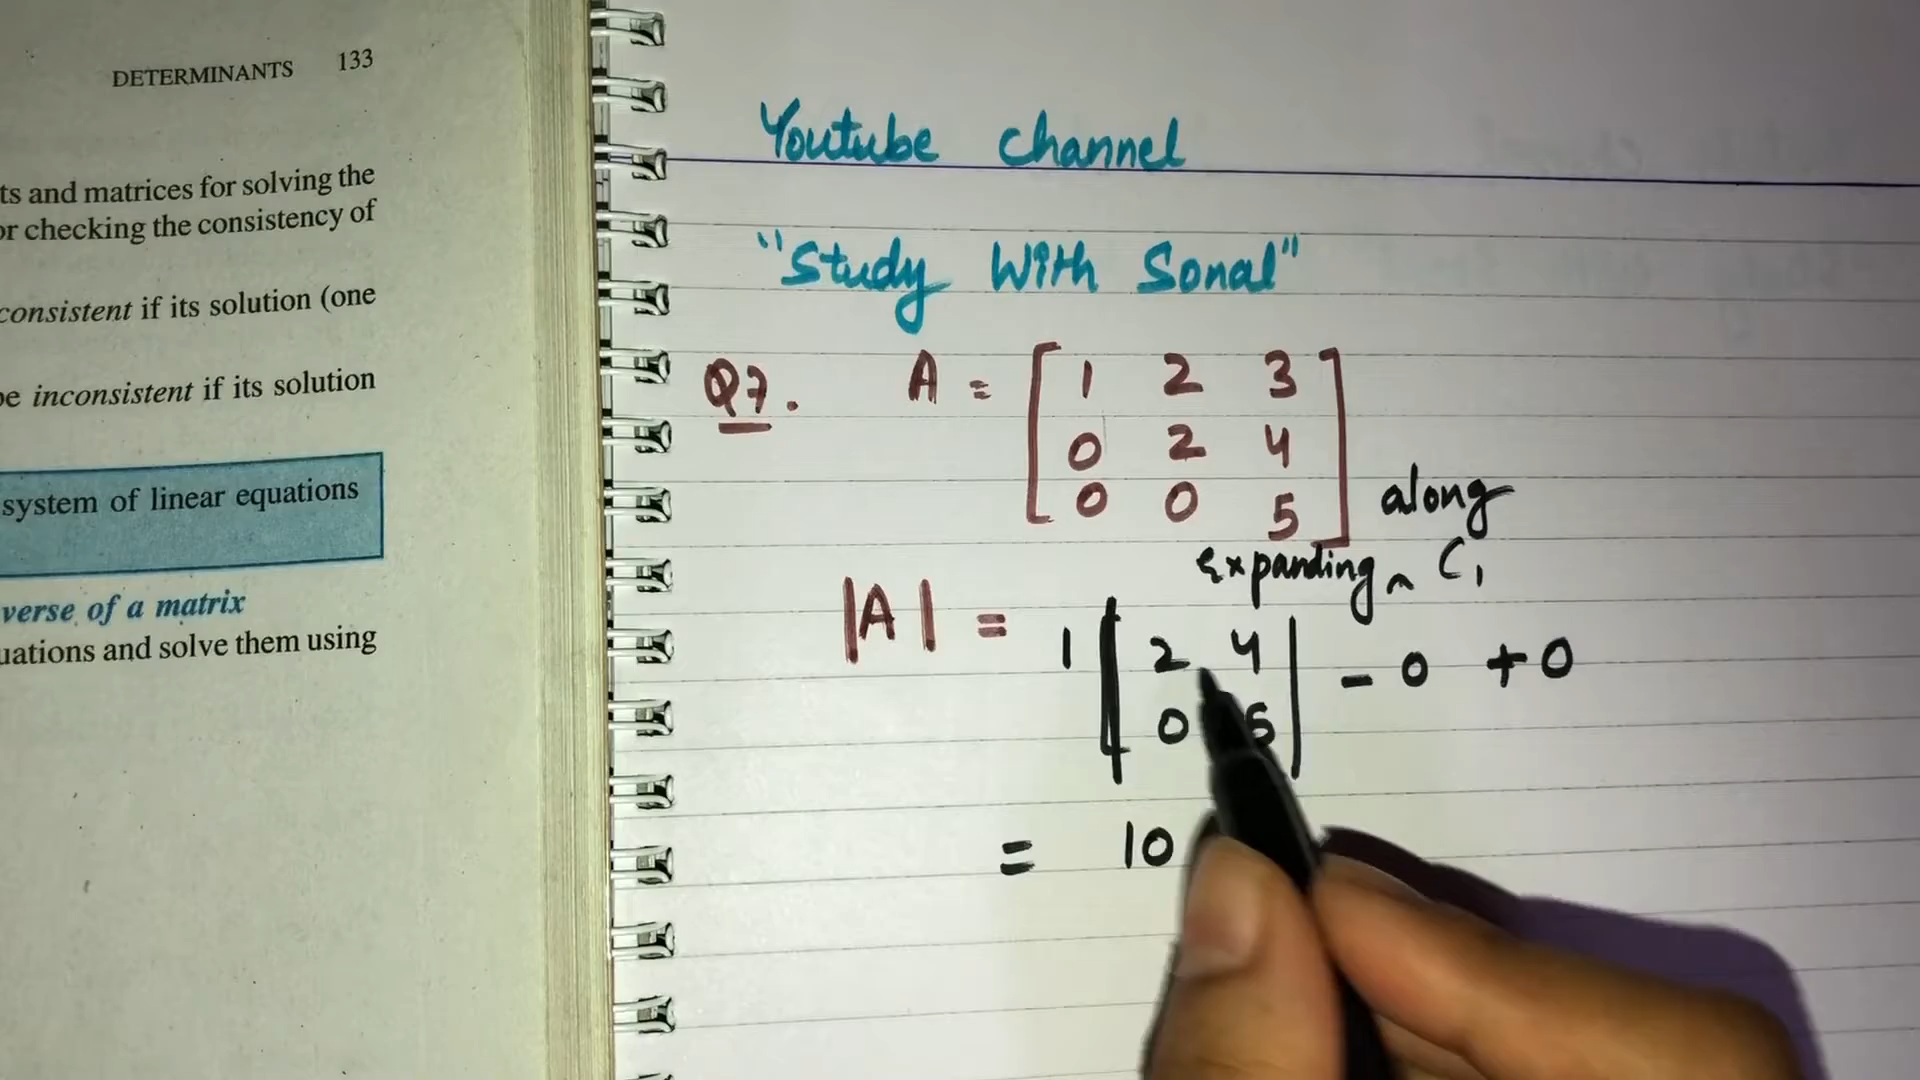 DETERMINANTS 133
ts and matrices for solving the
or checking the consistency of
consistent if its solution (one
be inconsistent if its solution
system of linear equations
verse of a matrix
uations and solve them using
Youtube channel
"Study With Sonal"
Q7. A = [ 1 2 3
0 2 4
0 0 5 ]
expanding ^ along C1
|A| = 1 | 2 4 | - 0 + 0
0 5
= 10